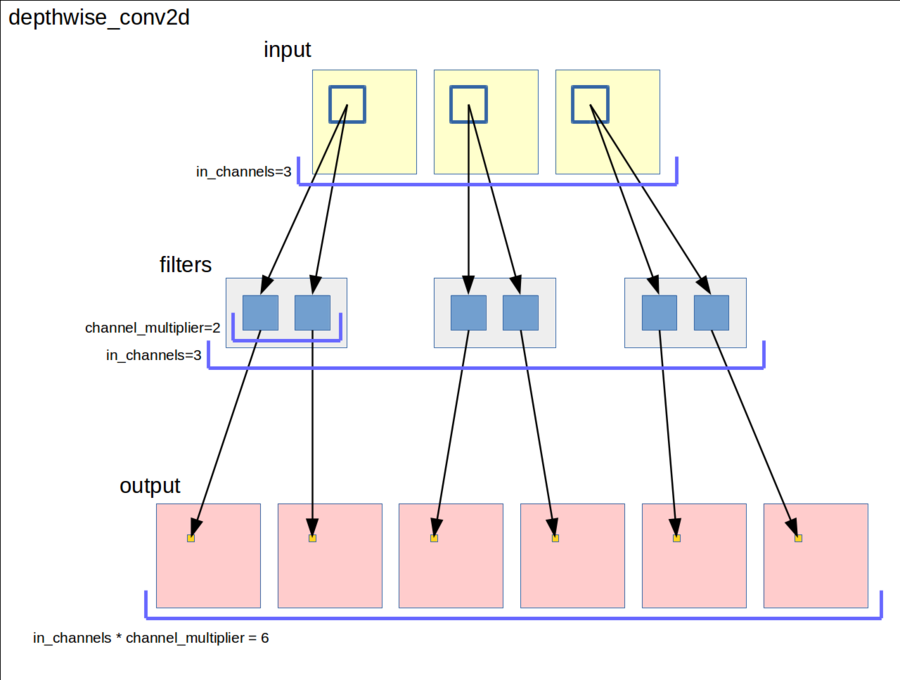 depthwise_conv2d
input
in_channels=3
filters
channel_multiplier=2
in_channels=3
output
in_channels * channel_multiplier = 6